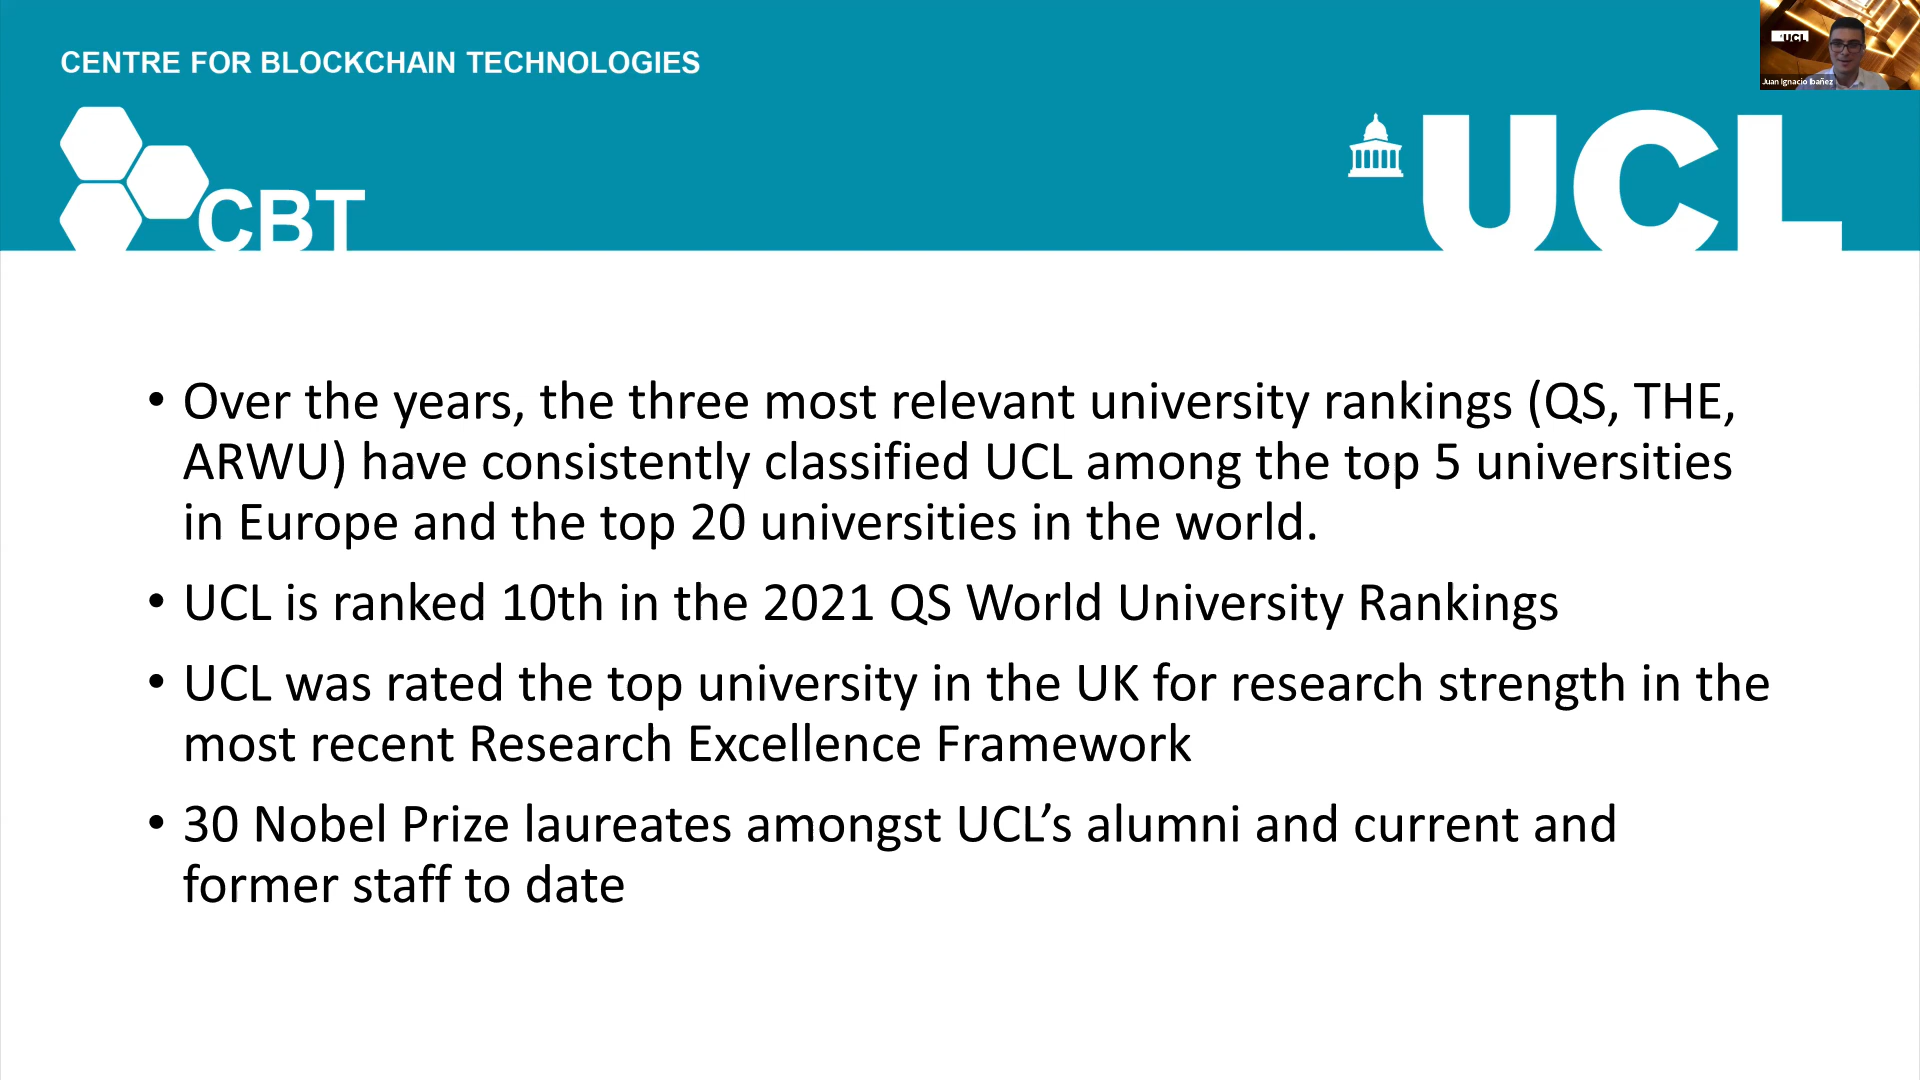 CENTRE FOR BLOCKCHAIN TECHNOLOGIES
UCL
Juan Ignacio Ibañez
CBT
UCL
• Over the years, the three most relevant university rankings (QS, THE,
ARWU) have consistently classified UCL among the top 5 universities
in Europe and the top 20 universities in the world.
• UCL is ranked 10th in the 2021 QS World University Rankings
• UCL was rated the top university in the UK for research strength in the
most recent Research Excellence Framework
• 30 Nobel Prize laureates amongst UCL’s alumni and current and
former staff to date